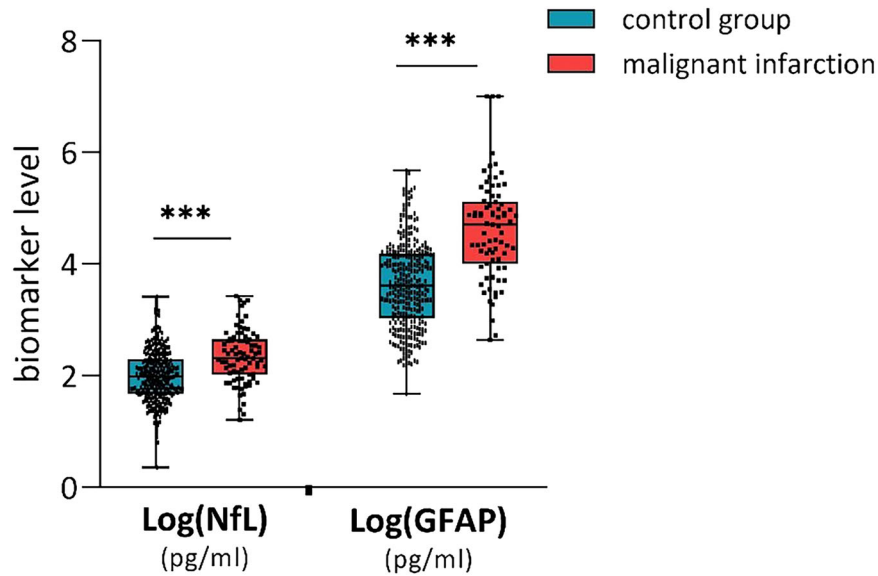 control group
malignant infarction
biomarker level
8
6
4
2
0
***
***
Log(NfL)
(pg/ml)
Log(GFAP)
(pg/ml)